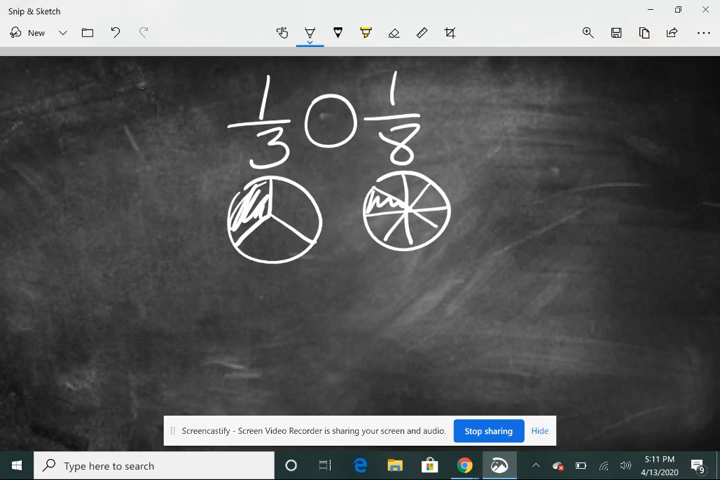 Snip & Sketch
New
1 1
3 8
Screencastify - Screen Video Recorder is sharing your screen and audio. Stop sharing Hide
Type here to search
5:11 PM
4/13/2020
9